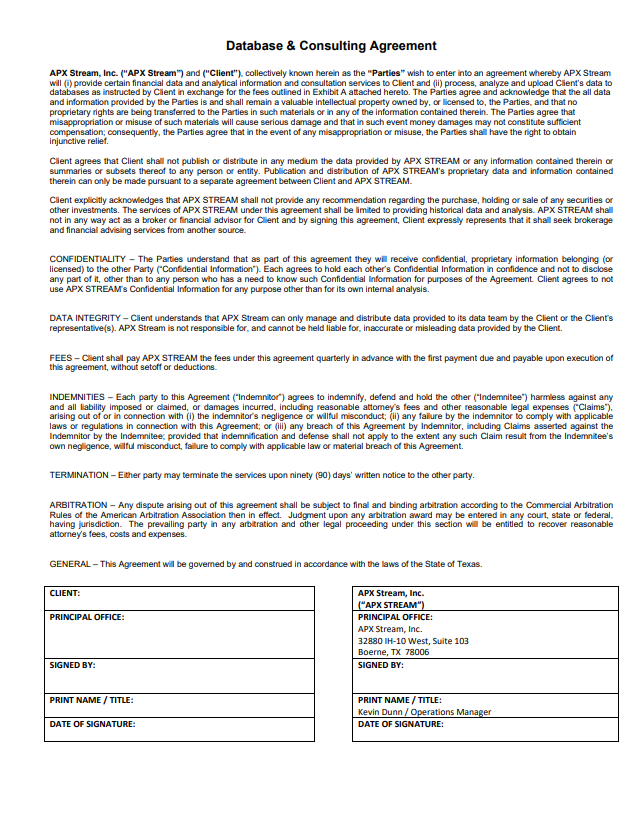 Database & Consulting Agreement
APX Stream, Inc. (“APX Stream”) and (“Client”), collectively known herein as the “Parties” wish to enter into an agreement whereby APX Stream
will (i) provide certain financial data and analytical information and consultation services to Client and (ii) process, analyze and upload Client’s data to
databases as instructed by Client in exchange for the fees outlined in Exhibit A attached hereto. The Parties agree and acknowledge that all the data
and information provided by the Parties is and shall remain a valuable intellectual property owned by, or licensed to, the Parties, and that no
proprietary rights are being transferred to the Parties in such materials or in any of the information contained therein. The Parties agree that
misappropriation or misuse of such materials will cause serious damage and that in such event money damages may not constitute sufficient
compensation; consequently, the Parties agree that in the event of any misappropriation or misuse, the Parties shall have the right to obtain
injunctive relief.
Client agrees that Client shall not publish or distribute in any medium the data provided by APX STREAM or any information contained therein or
summaries or subsets thereof to any person or entity. Publication and distribution of APX STREAM’s proprietary data and information contained
therein can only be made pursuant to a separate agreement between Client and APX STREAM.
Client explicitly acknowledges that APX STREAM shall not provide any recommendation regarding the purchase, holding or sale of any securities or
other investments. The services of APX STREAM under this agreement shall be limited to providing historical data and analysis. APX STREAM shall
not in any way act as a broker or financial advisor for Client and by signing this agreement, Client expressly represents that it shall seek brokerage
and financial advising services from another source.
CONFIDENTIALITY – The Parties understand that as part of this agreement they will receive confidential, proprietary information belonging (or
licensed) to the other Party (“Confidential Information”). Each agrees to hold each other’s Confidential Information in confidence and not to disclose
any part of it, other than to any person who has a need to know such Confidential Information for purposes of the Agreement. Client agrees to not
use APX STREAM’s Confidential Information for any purpose other than for its own internal analysis.
DATA INTEGRITY – Client understands that APX Stream can only manage and distribute data provided to its data team by the Client or the Client’s
representative(s). APX Stream is not responsible for, and cannot be held liable for, inaccurate or misleading data provided by the Client.
FEES – Client shall pay APX STREAM the fees under this agreement quarterly in advance with the first payment due and payable upon execution of
this agreement, without setoff or deductions.
INDEMNITIES – Each party to this Agreement (“Indemnitor”) agrees to indemnify, defend and hold the other (“Indemnitee”) harmless against any
and all liability imposed or claimed, or damages incurred, including reasonable attorney’s fees and other reasonable legal expenses (“Claims”),
arising out of or in connection with (i) the indemnitor’s negligence or willful misconduct; (ii) any failure by the indemnitor to comply with applicable
laws or regulations in connection with this Agreement; or (iii) any breach of this Agreement by Indemnitor, including Claims asserted against the
Indemnitor by the Indemnitee; provided that indemnification and defense shall not apply to the extent any such Claim result from the Indemnitee’s
own negligence, willful misconduct, failure to comply with applicable law or material breach of this Agreement.
TERMINATION – Either party may terminate the services upon ninety (90) days’ written notice to the other party.
ARBITRATION – Any dispute arising out of this agreement shall be subject to final and binding arbitration according to the Commercial Arbitration
Rules of the American Arbitration Association then in effect. Judgment upon any arbitration award may be entered in any court, state or federal,
having jurisdiction. The prevailing party in any arbitration and other legal proceeding under this section will be entitled to recover reasonable
attorney’s fees, costs and expenses.
GENERAL – This Agreement will be governed by and construed in accordance with the laws of the State of Texas.
CLIENT:
PRINCIPAL OFFICE:
SIGNED BY:
PRINT NAME / TITLE:
DATE OF SIGNATURE:
APX Stream, Inc.
(“APX STREAM”)
PRINCIPAL OFFICE:
APX Stream, Inc.
32880 IH-10 West, Suite 103
Boerne, TX 78006
SIGNED BY:
PRINT NAME / TITLE:
Kevin Dunn / Operations Manager
DATE OF SIGNATURE: